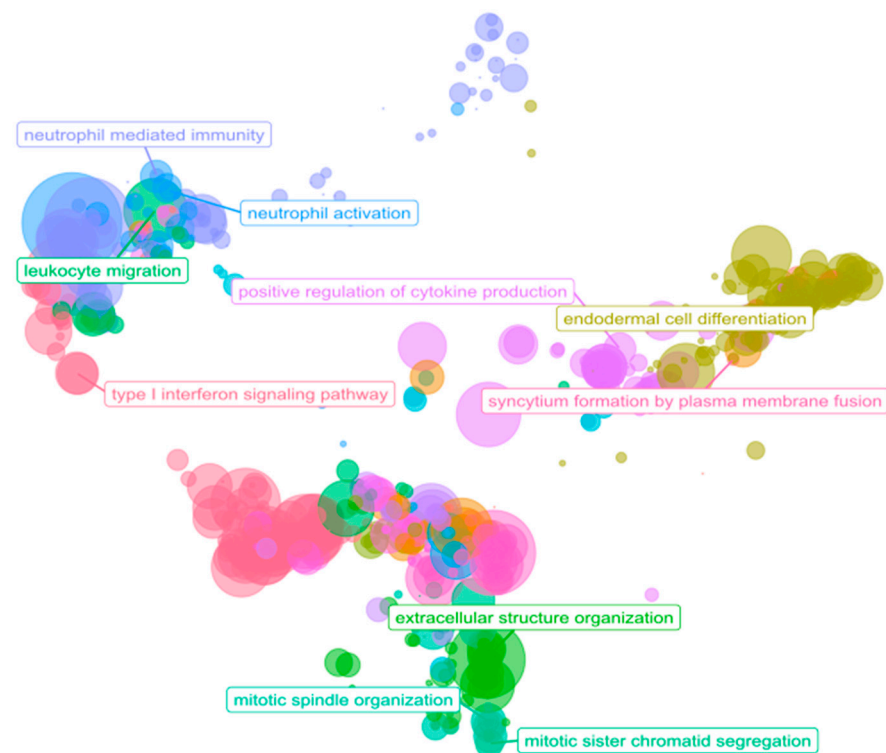 neutrophil mediated immunity
neutrophil activation
leukocyte migration
positive regulation of cytokine production
endodermal cell differentiation
type I interferon signaling pathway
syncytium formation by plasma membrane fusion
extracellular structure organization
mitotic spindle organization
mitotic sister chromatid segregation